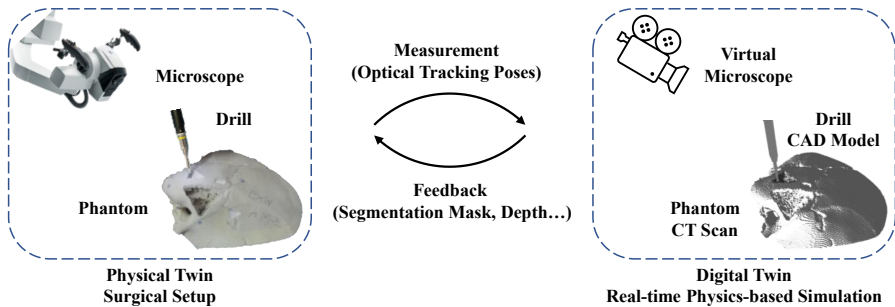 Microscope
Drill
Phantom
Physical Twin
Surgical Setup
Measurement
(Optical Tracking Poses)
Feedback
(Segmentation Mask, Depth…)
Virtual
Microscope
Drill
CAD Model
Phantom
CT Scan
Digital Twin
Real-time Physics-based Simulation